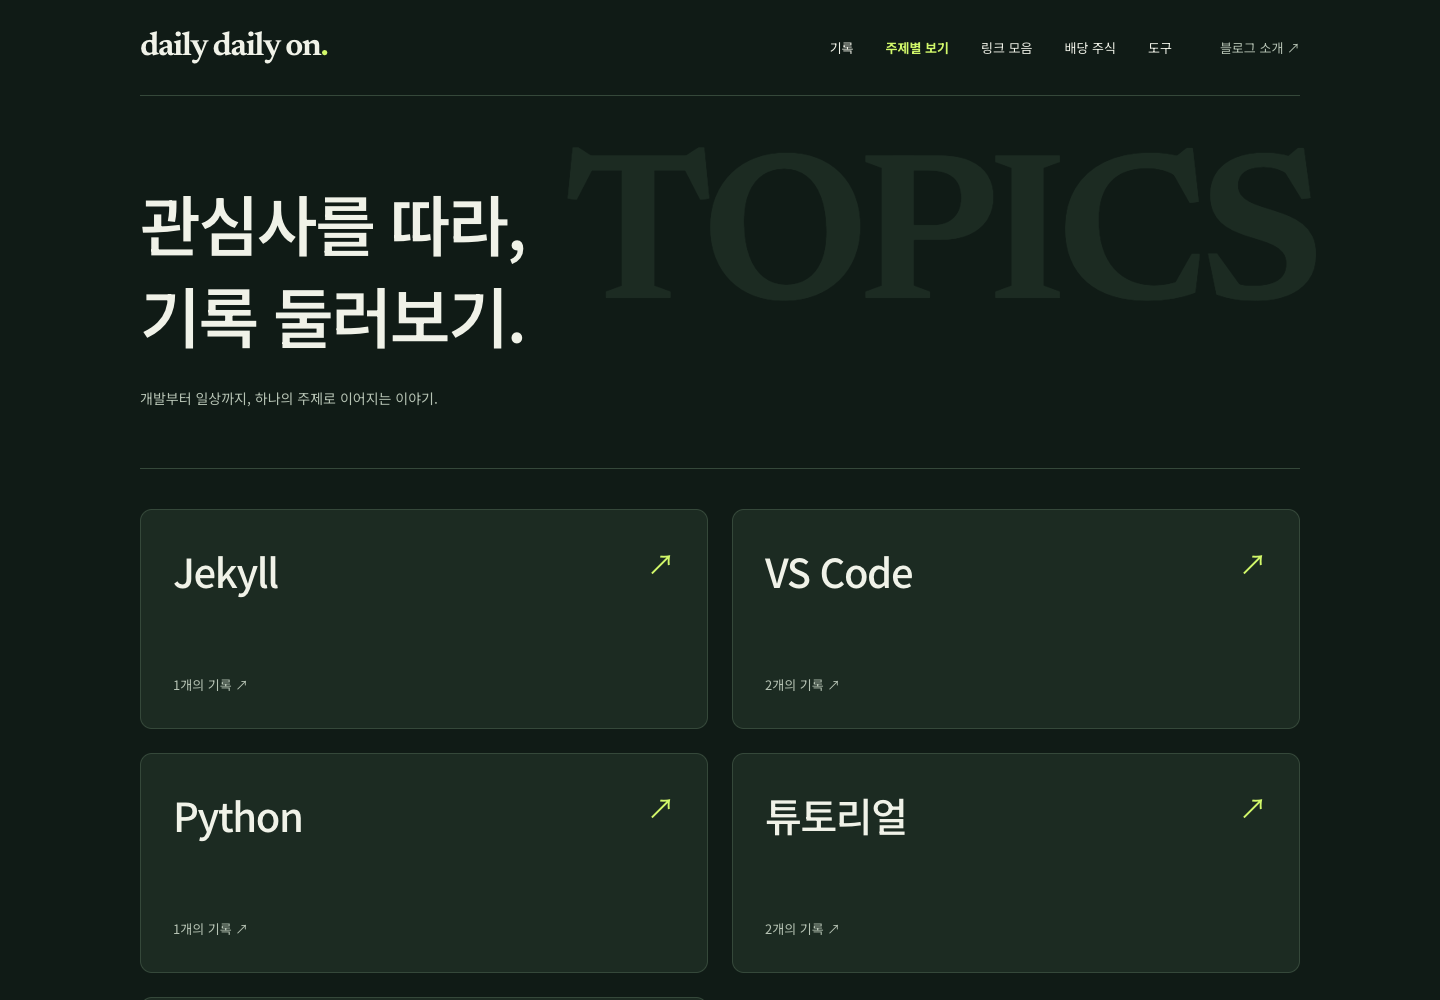 daily daily on.
기록 주제별 보기 링크 모음 배당 주식 도구 블로그 소개 ↗
TOPICS
관심사를 따라,
기록 둘러보기.
개발부터 일상까지, 하나의 주제로 이어지는 이야기.
Jekyll ↗
1개의 기록 ↗
VS Code ↗
2개의 기록 ↗
Python ↗
1개의 기록 ↗
튜토리얼 ↗
2개의 기록 ↗